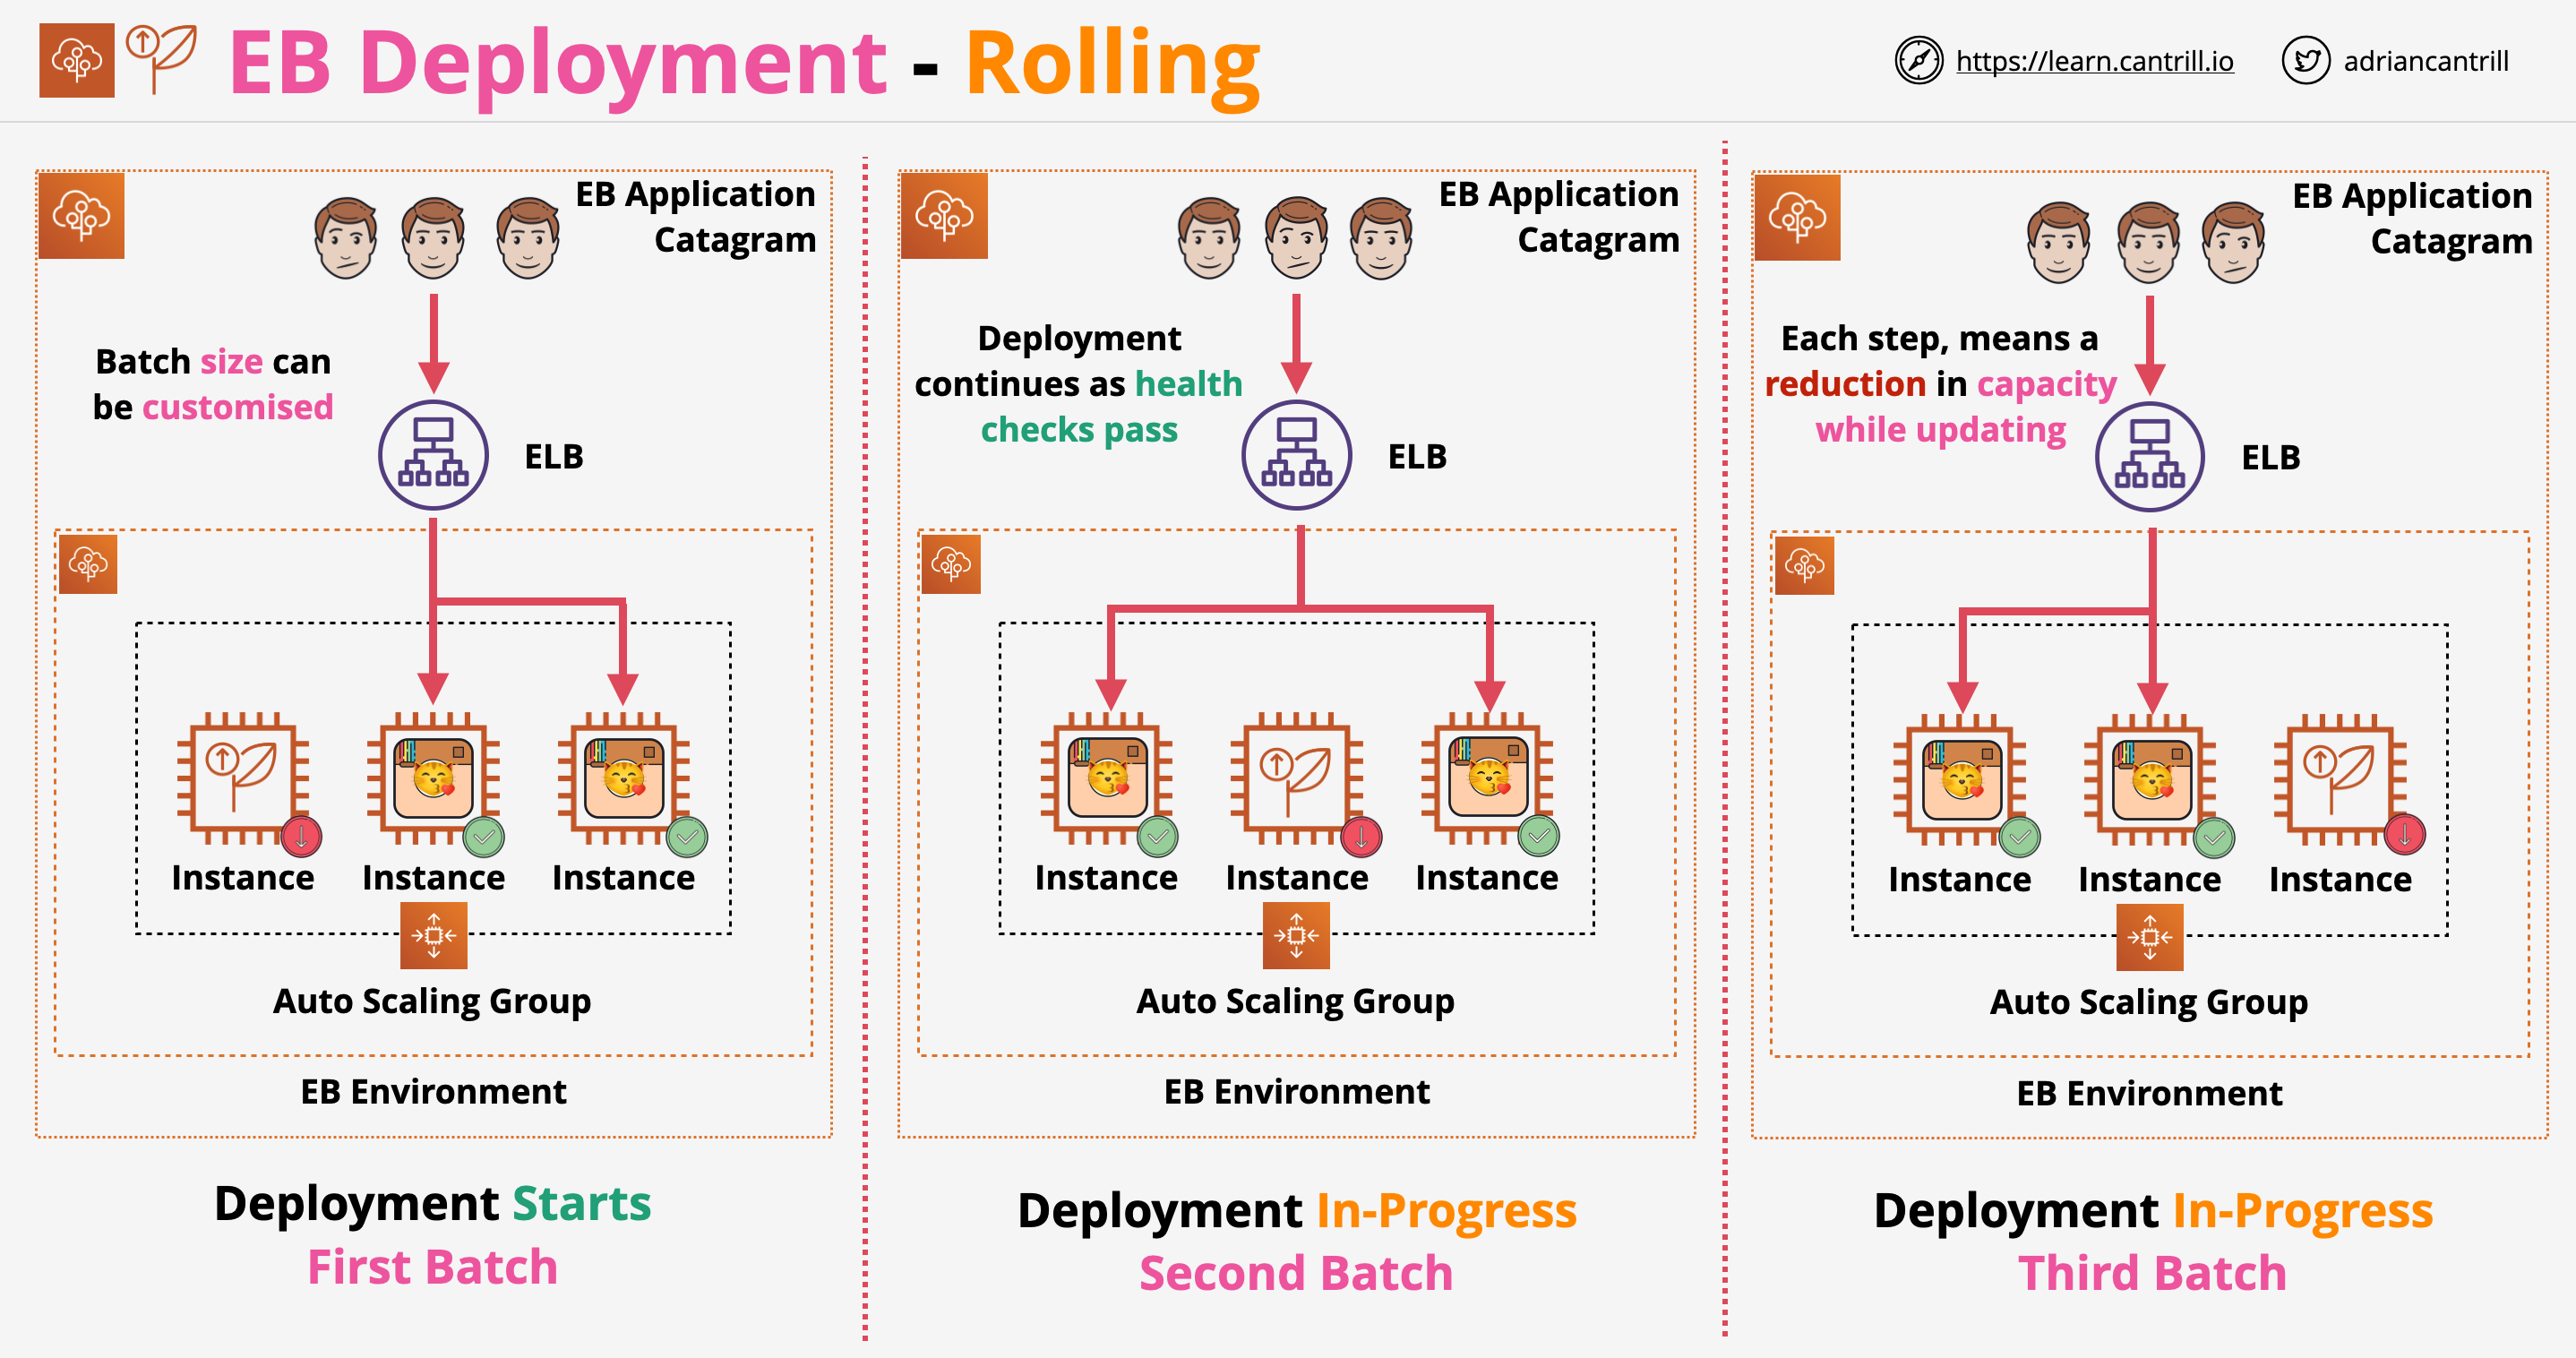 EB Deployment - Rolling
https://learn.cantrill.io
adriancantrill
EB Application
Catagram
Batch size can
be customised
ELB
Instance
Instance
Instance
Auto Scaling Group
EB Environment
Deployment Starts
First Batch
EB Application
Catagram
Deployment
continues as health
checks pass
ELB
Instance
Instance
Instance
Auto Scaling Group
EB Environment
Deployment In-Progress
Second Batch
EB Application
Catagram
Each step, means a
reduction in capacity
while updating
ELB
Instance
Instance
Instance
Auto Scaling Group
EB Environment
Deployment In-Progress
Third Batch